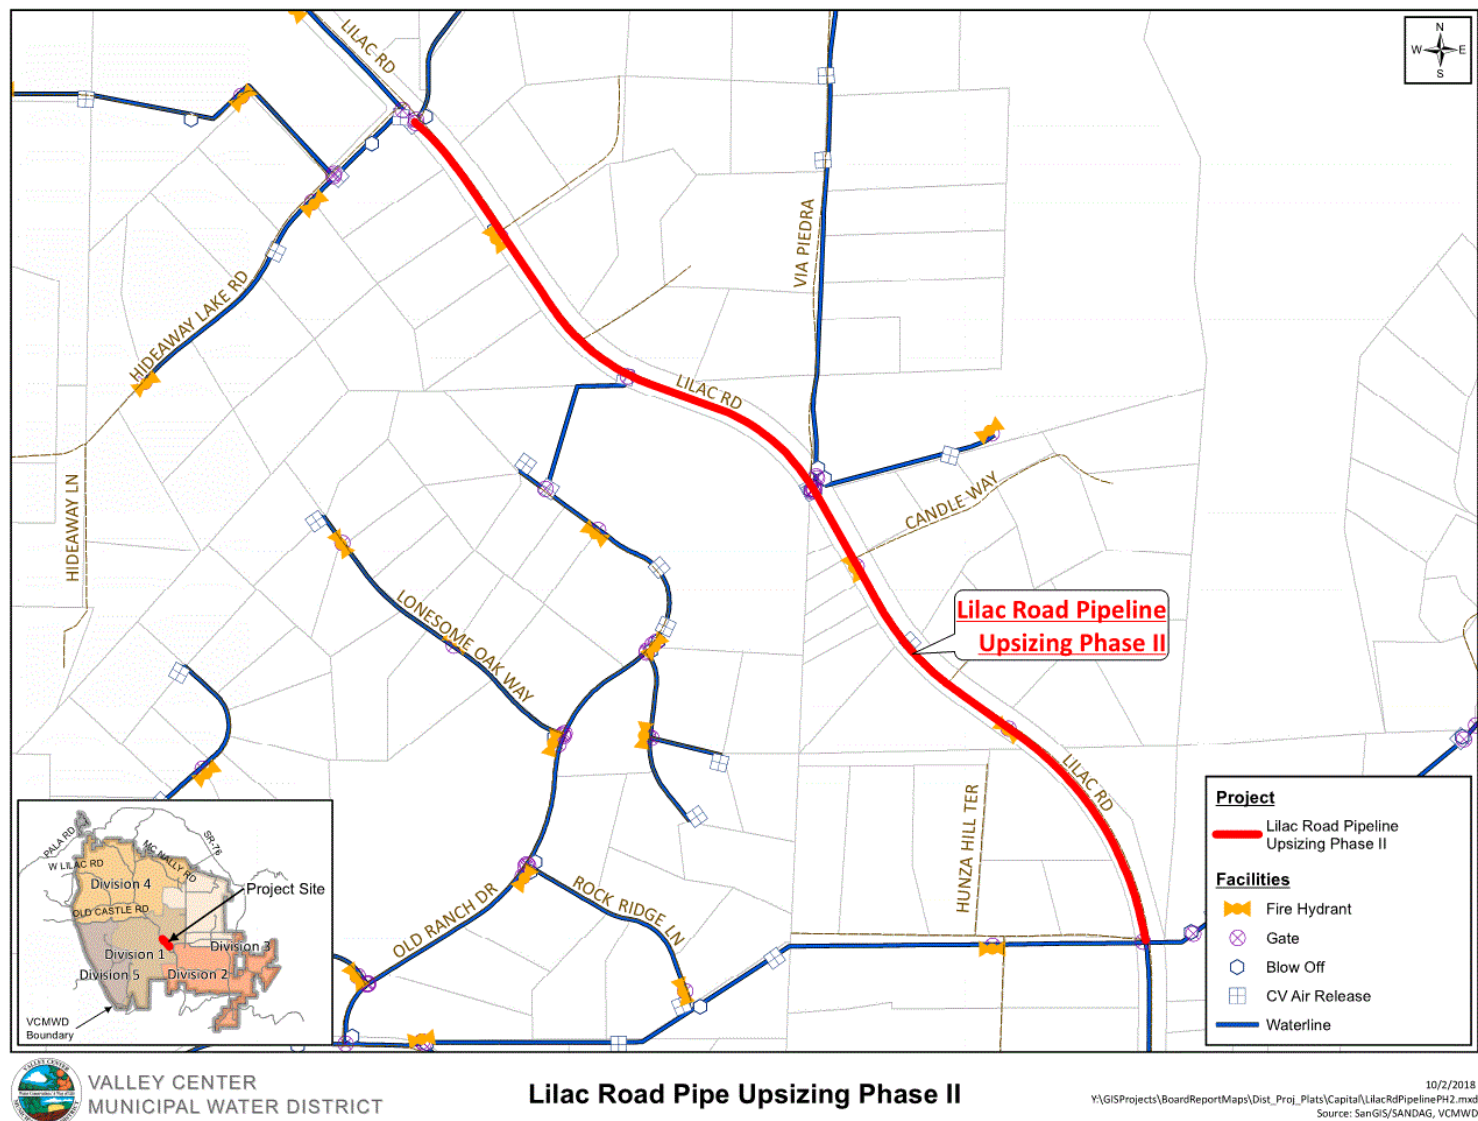 LILAC RD
N
W E
S
VIA PIEDRA
HIDEAWAY LAKE RD
LILAC RD
HIDEAWAY LN
CANDLE WAY
LONESOME OAK WAY
Lilac Road Pipeline
Upsizing Phase II
LILAC RD
HUNZA HILL TER
OLD RANCH DR
ROCK RIDGE LN
PALA RD
SR-76
MC NALLY RD
W LILAC RD
Division 4
Project Site
OLD CASTLE RD
Division 3
Division 1
Division 5
Division 2
VCMWD
Boundary
Project
Lilac Road Pipeline
Upsizing Phase II
Facilities
Fire Hydrant
Gate
Blow Off
CV Air Release
Waterline
VALLEY CENTER
MUNICIPAL WATER DISTRICT
Lilac Road Pipe Upsizing Phase II
10/2/2018
Y:\GISProjects\BoardReportMaps\Dist_Proj_Plats\Capital\LilacRdPipelinePH2.mxd
Source: SanGIS/SANDAG, VCMWD